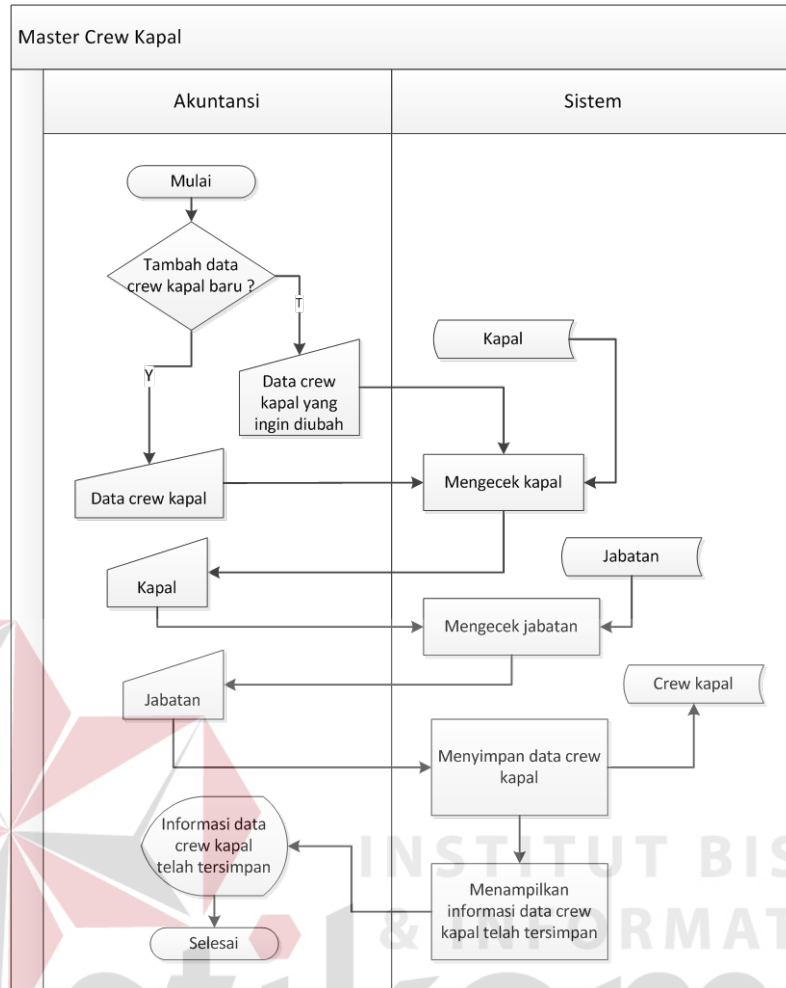 Master Crew Kapal
Akuntansi
Sistem
Mulai
Tambah data
crew kapal baru ?
T
Y
Kapal
Data crew
kapal yang
ingin diubah
Data crew kapal
Mengecek kapal
Kapal
Jabatan
Mengecek jabatan
Jabatan
Crew kapal
Menyimpan data crew
kapal
Informasi data
crew kapal
telah tersimpan
Menampilkan
informasi data crew
kapal telah tersimpan
Selesai
INSTITUT BIS
& INFORMAT